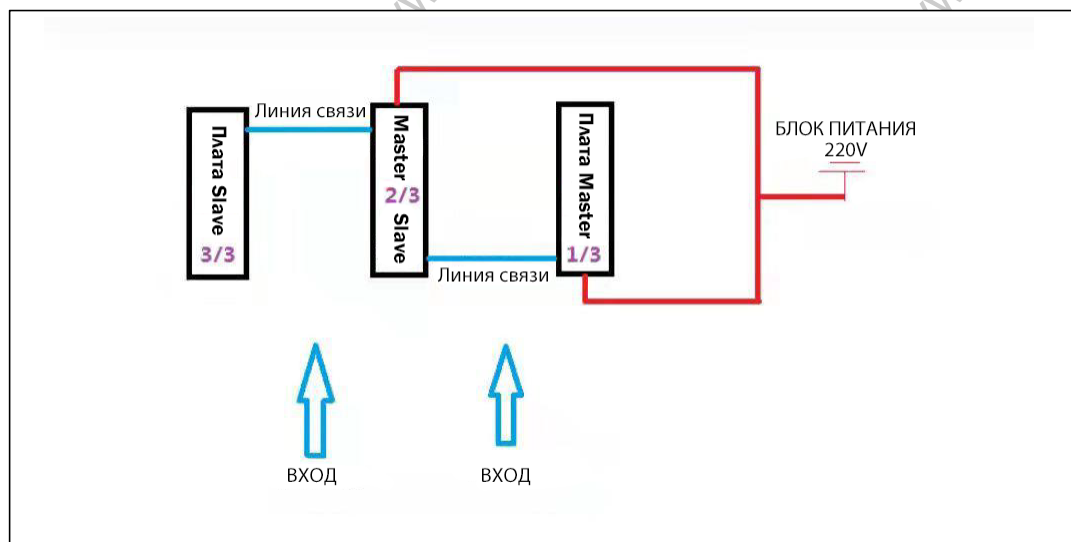 Линия связи
БЛОК ПИТАНИЯ
220V
Плата Slave
3/3
Master
2/3
Slave
Плата Master
1/3
Линия связи
ВХОД
ВХОД